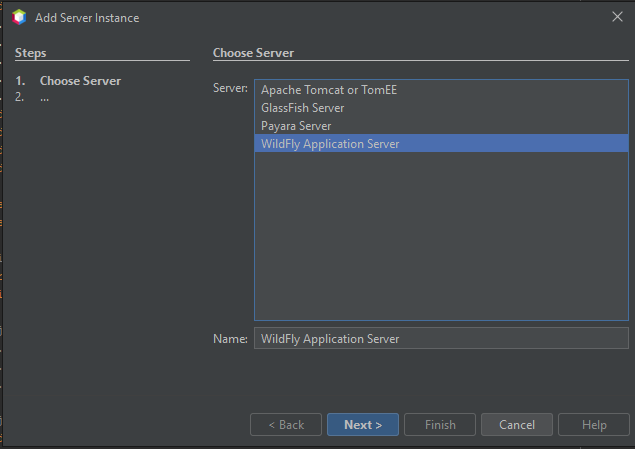 Add Server Instance
Steps
1. Choose Server
2. ...
Choose Server
Server:
Apache Tomcat or TomEE
GlassFish Server
Payara Server
WildFly Application Server
Name: WildFly Application Server
< Back Next > Finish Cancel Help